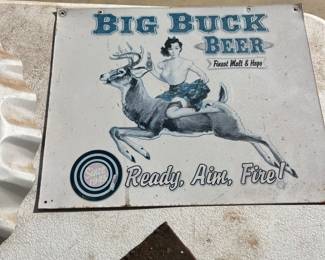 BIG BUCK
BEER
Finest Malt & Hops
Ready, Aim, Fire!